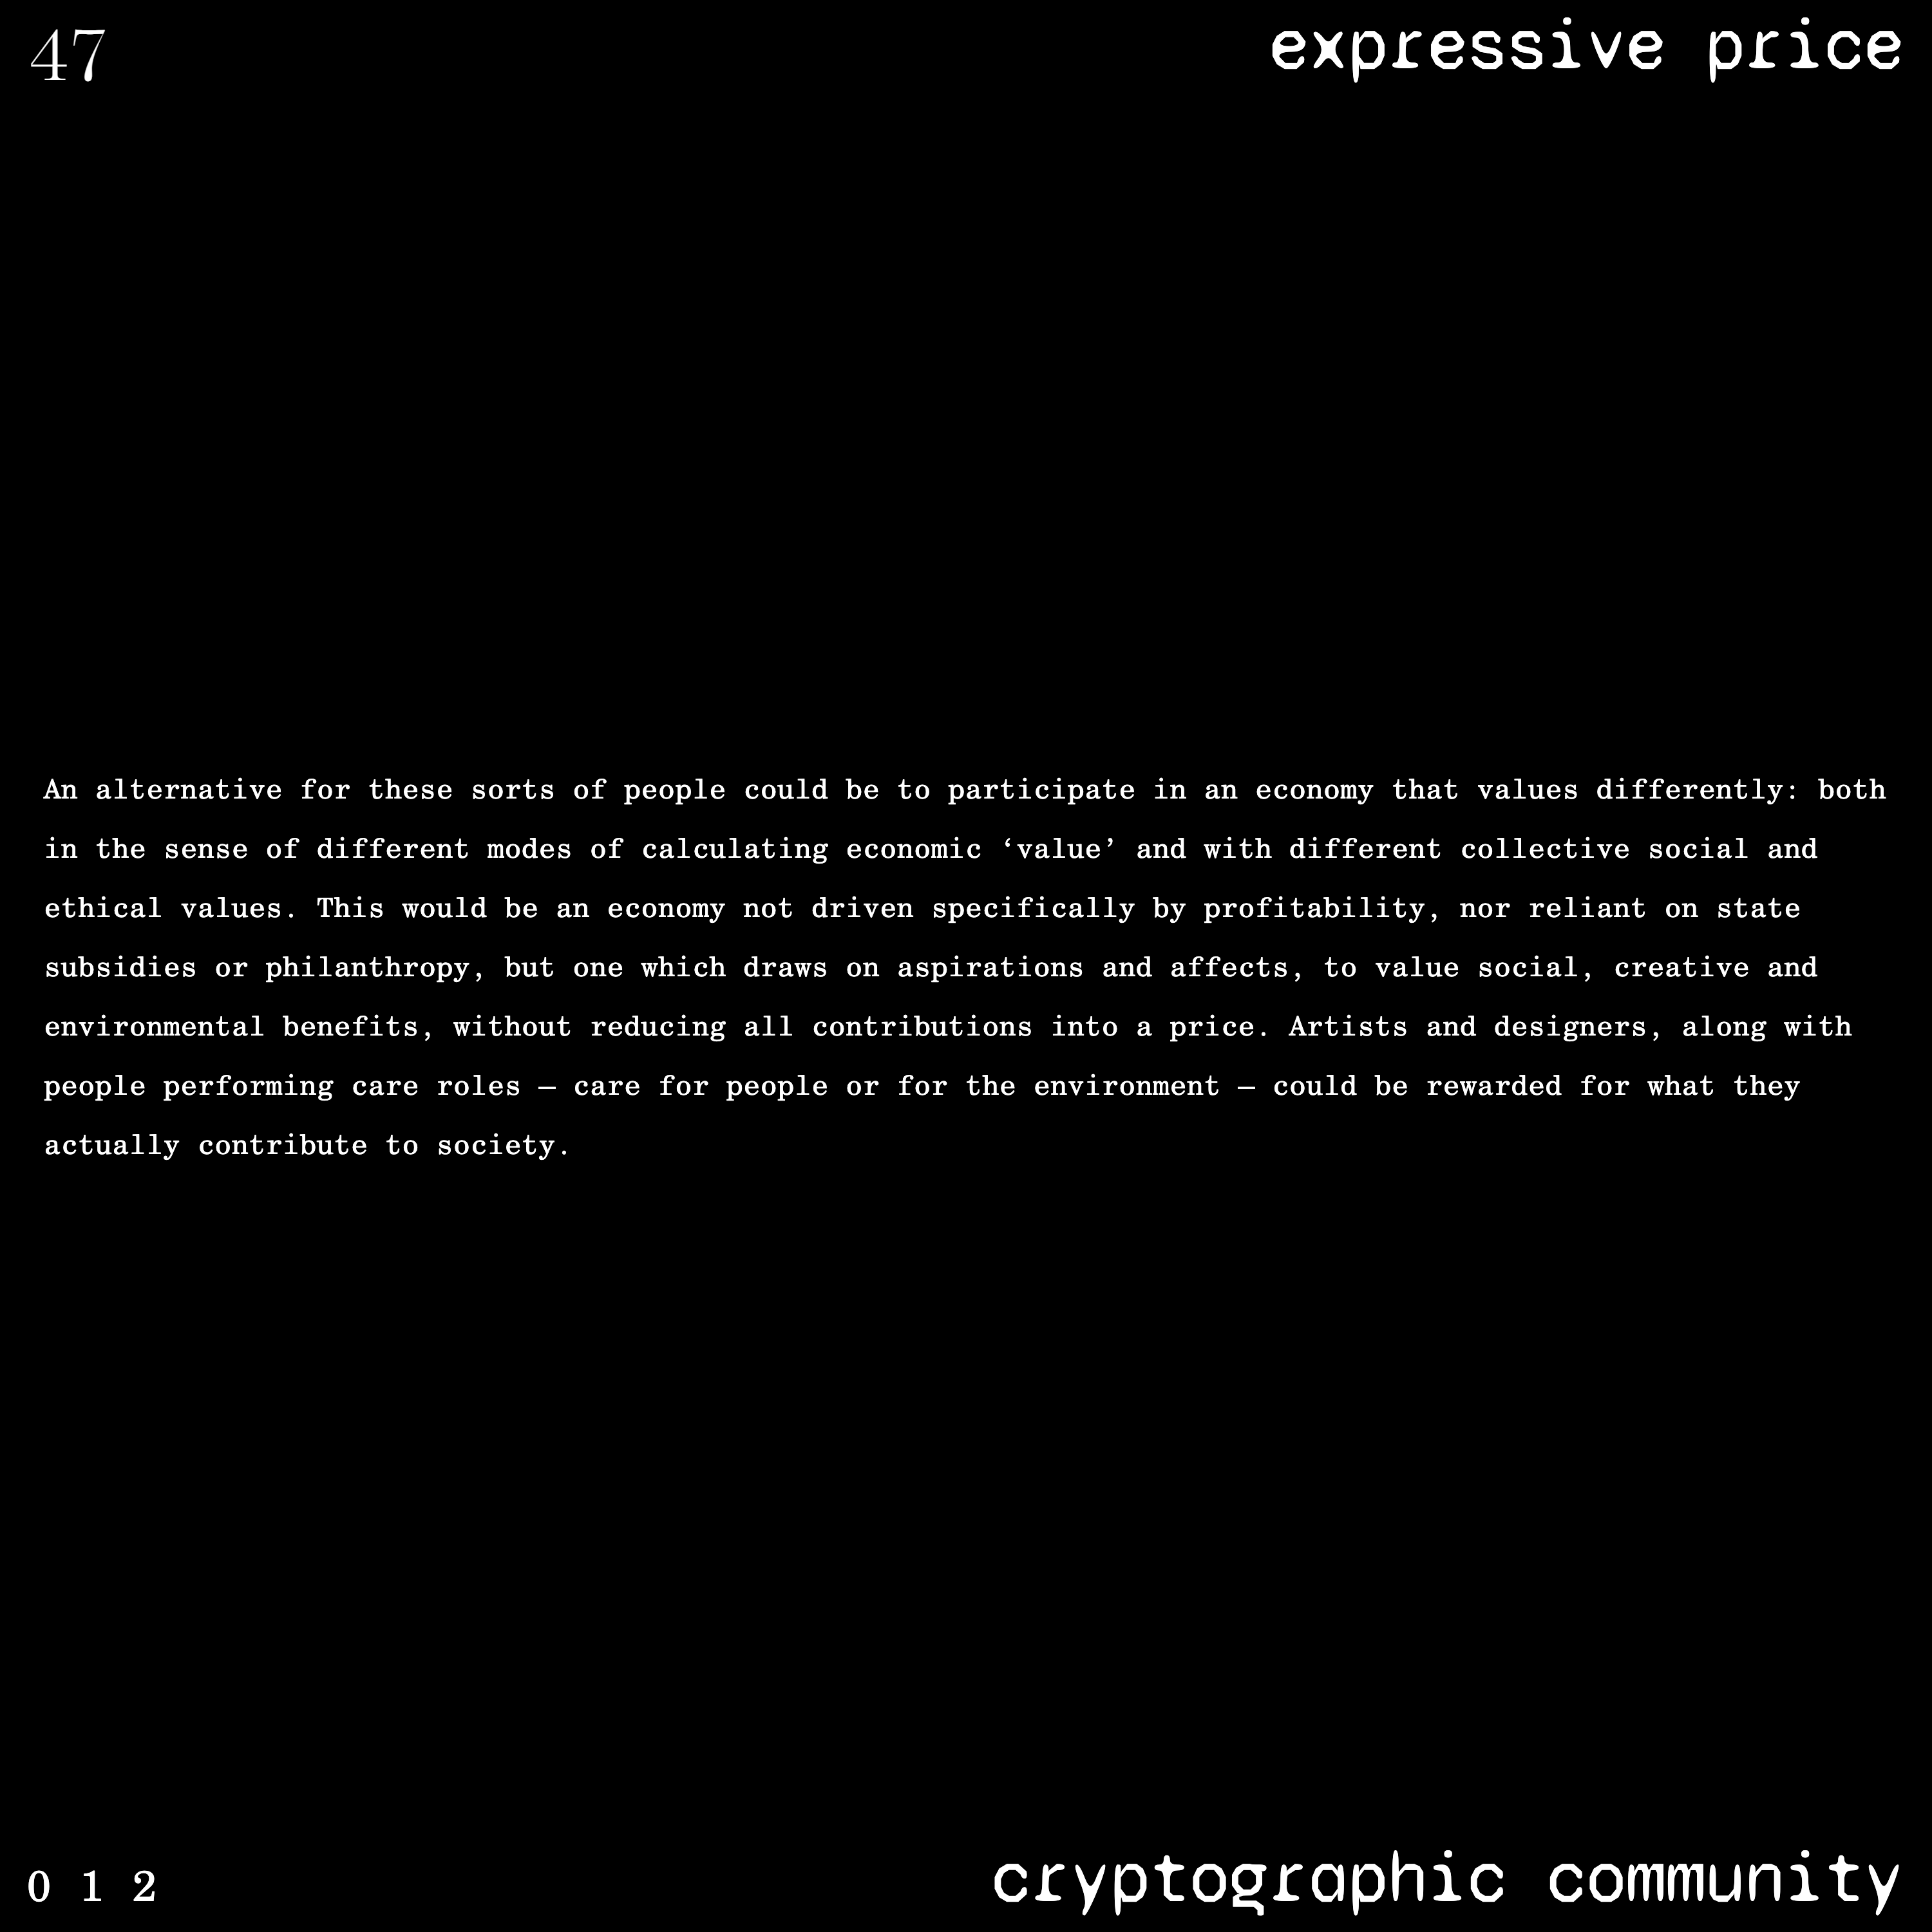 47
expressive price
An alternative for these sorts of people could be to participate in an economy that values differently: both
in the sense of different modes of calculating economic ‘value’ and with different collective social and
ethical values. This would be an economy not driven specifically by profitability, nor reliant on state
subsidies or philanthropy, but one which draws on aspirations and affects, to value social, creative and
environmental benefits, without reducing all contributions into a price. Artists and designers, along with
people performing care roles – care for people or for the environment – could be rewarded for what they
actually contribute to society.
0 1 2
cryptographic community